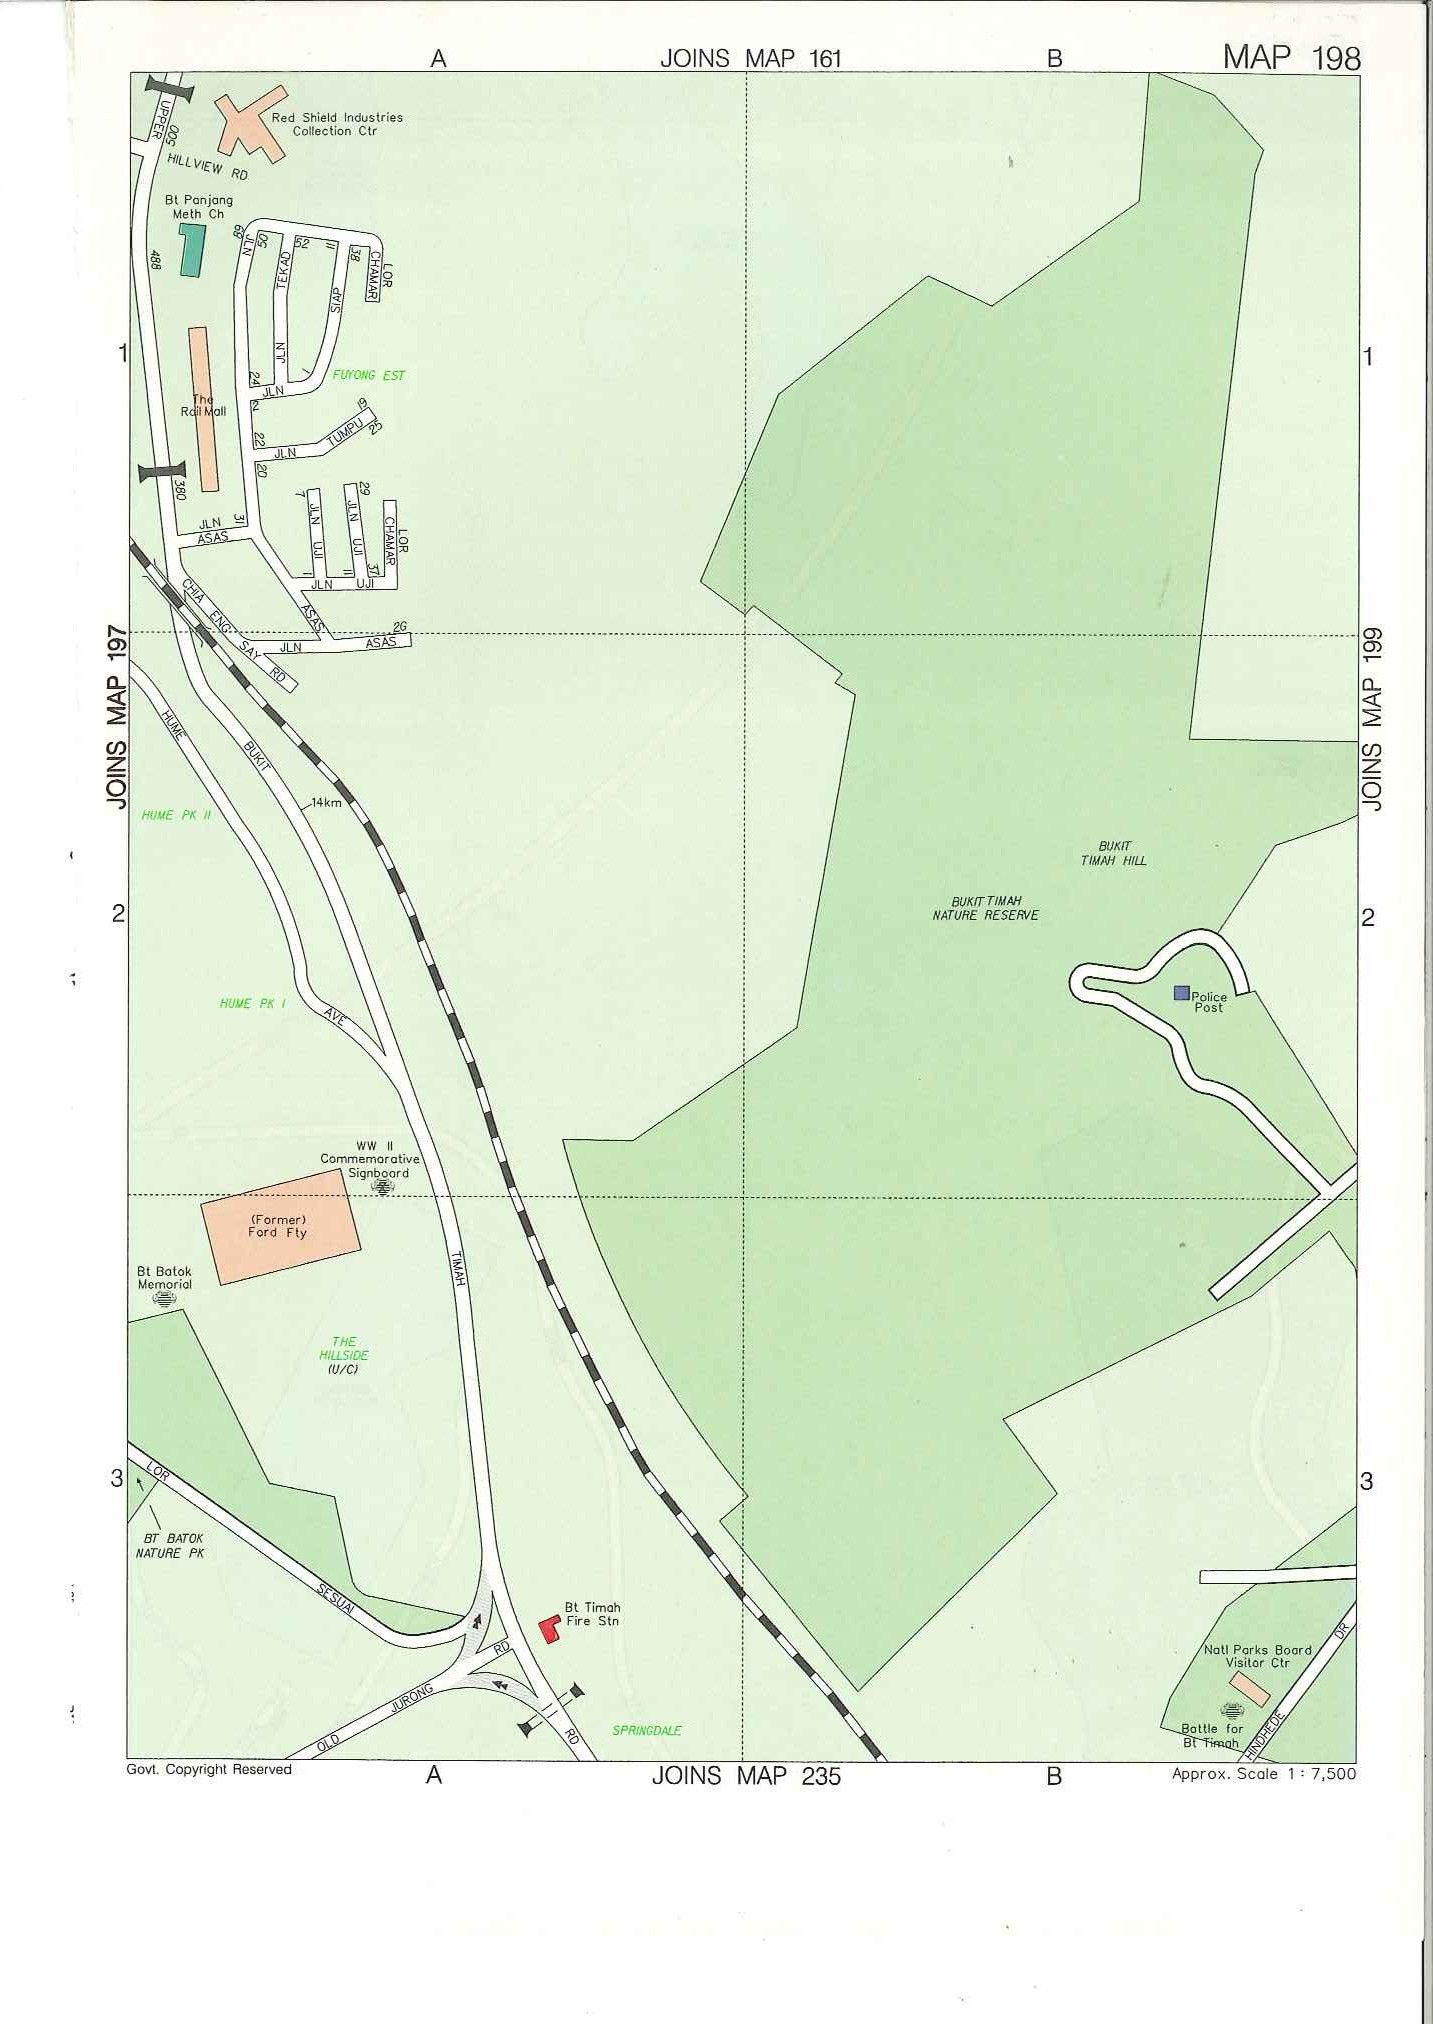 A
JOINS MAP 161
B
MAP 198
UPPER
500
Red Shield Industries
Collection Ctr
HILLVIEW RD
Bt Panjang
Meth Ch
488
68
JLN
50
TEKAD
52
11
38
LOR
CHAMAR
SIAP
JLN
1
1
24
JLN
2
FUYONG EST
The
Rail Mall
19
22
JLN
TUMPU
25
20
380
JLN
ASAS
31
7
JLN UJI
29
JLN UJI
LOR
CHAMAR
1
11
37
JLN UJI
CHIA ENG SAY RD
ASAS
2G
JLN
ASAS
JOINS MAP 197
JOINS MAP 199
HUME
BUKIT
14km
HUME PK II
BUKIT
TIMAH HILL
BUKIT TIMAH
NATURE RESERVE
2
2
HUME PK I
AVE
Police
Post
WW II
Commemorative
Signboard
(Former)
Ford Fty
TIMAH
Bt Batok
Memorial
THE
HILLSIDE
(U/C)
3
3
LOR
BT BATOK
NATURE PK
SESUAI
Bt Timah
Fire Stn
RD
JURONG
OLD
RD
SPRINGDALE
DR
Natl Parks Board
Visitor Ctr
Battle for
Bt Timah
HINDHEDE
Govt. Copyright Reserved
A
JOINS MAP 235
B
Approx. Scale 1 : 7,500